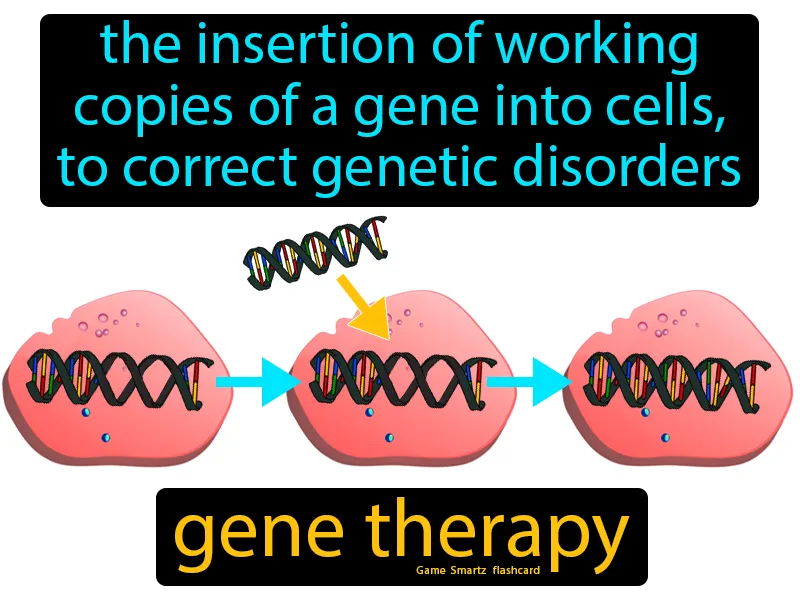 the insertion of working
copies of a gene into cells,
to correct genetic disorders
gene therapy
Game Smartz flashcard